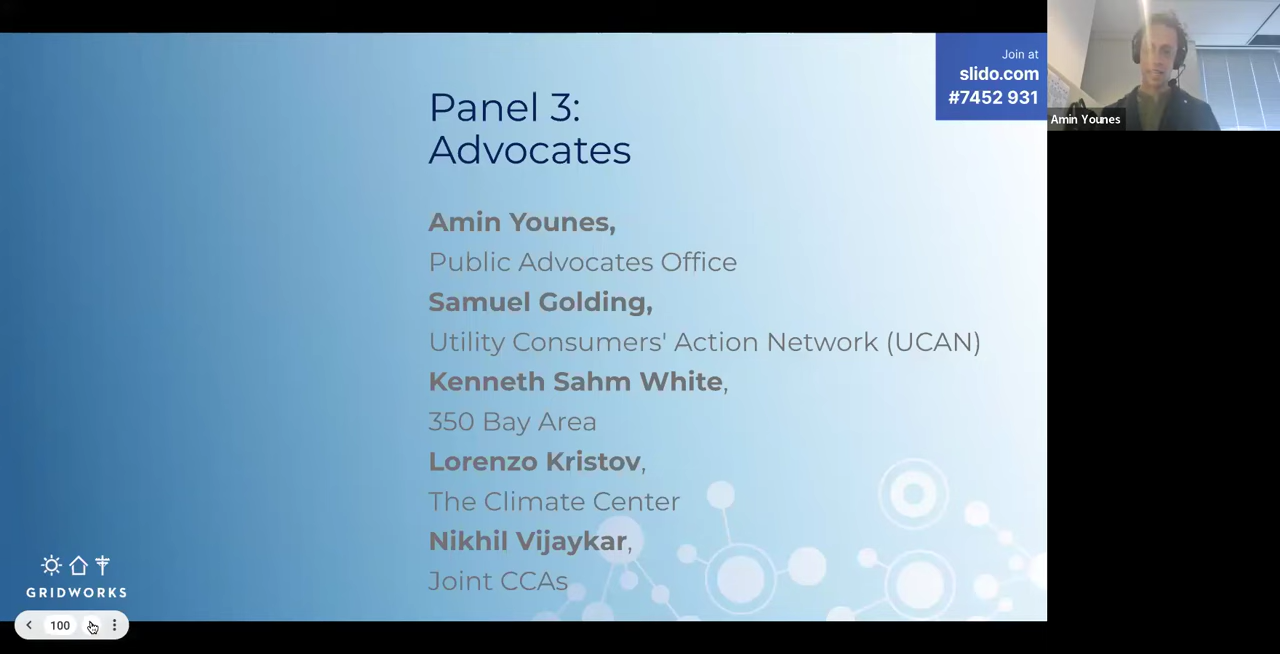 Panel 3:
Advocates
Amin Younes,
Public Advocates Office
Samuel Golding,
Utility Consumers' Action Network (UCAN)
Kenneth Sahm White,
350 Bay Area
Lorenzo Kristov,
The Climate Center
Nikhil Vijaykar,
Joint CCAs
Join at
slido.com
#7452 931
Amin Younes
GRIDWORKS
100